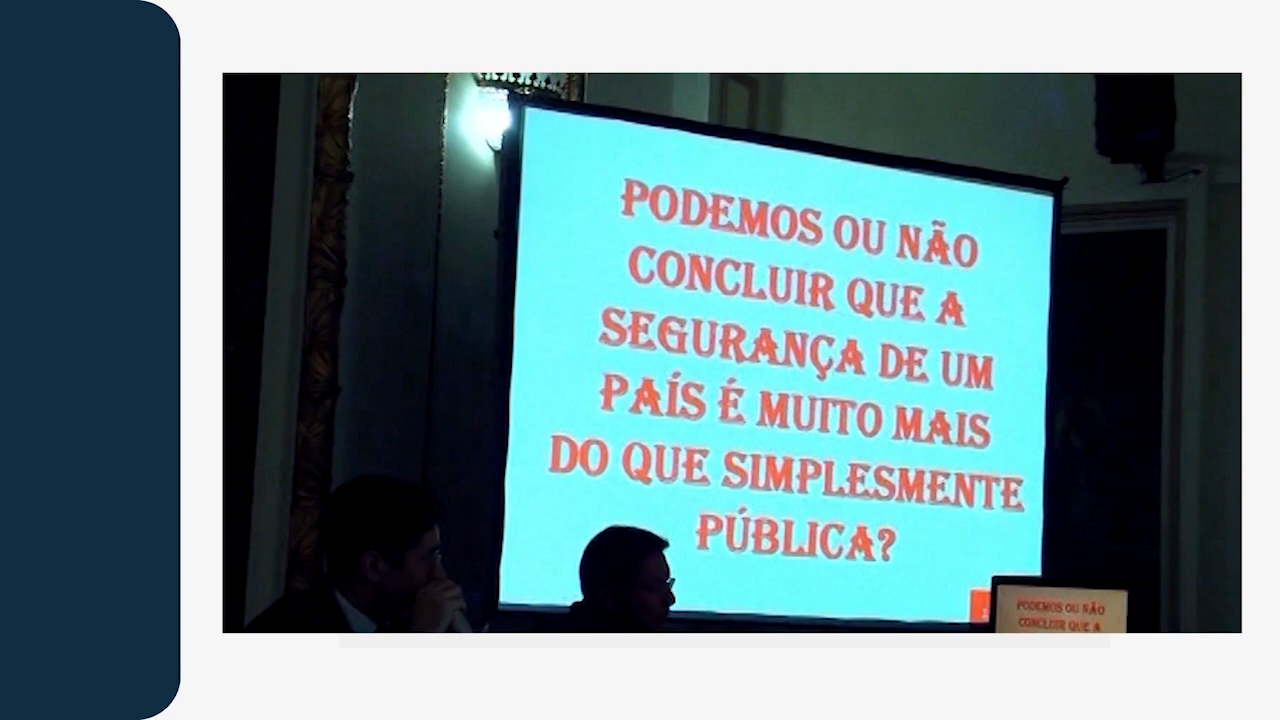 PODEMOS OU NÃO
CONCLUIR QUE A
SEGURANÇA DE UM
PAÍS É MUITO MAIS
DO QUE SIMPLESMENTE
PÚBLICA?
PODEMOS OU NÃO
CONCLUIR QUE A